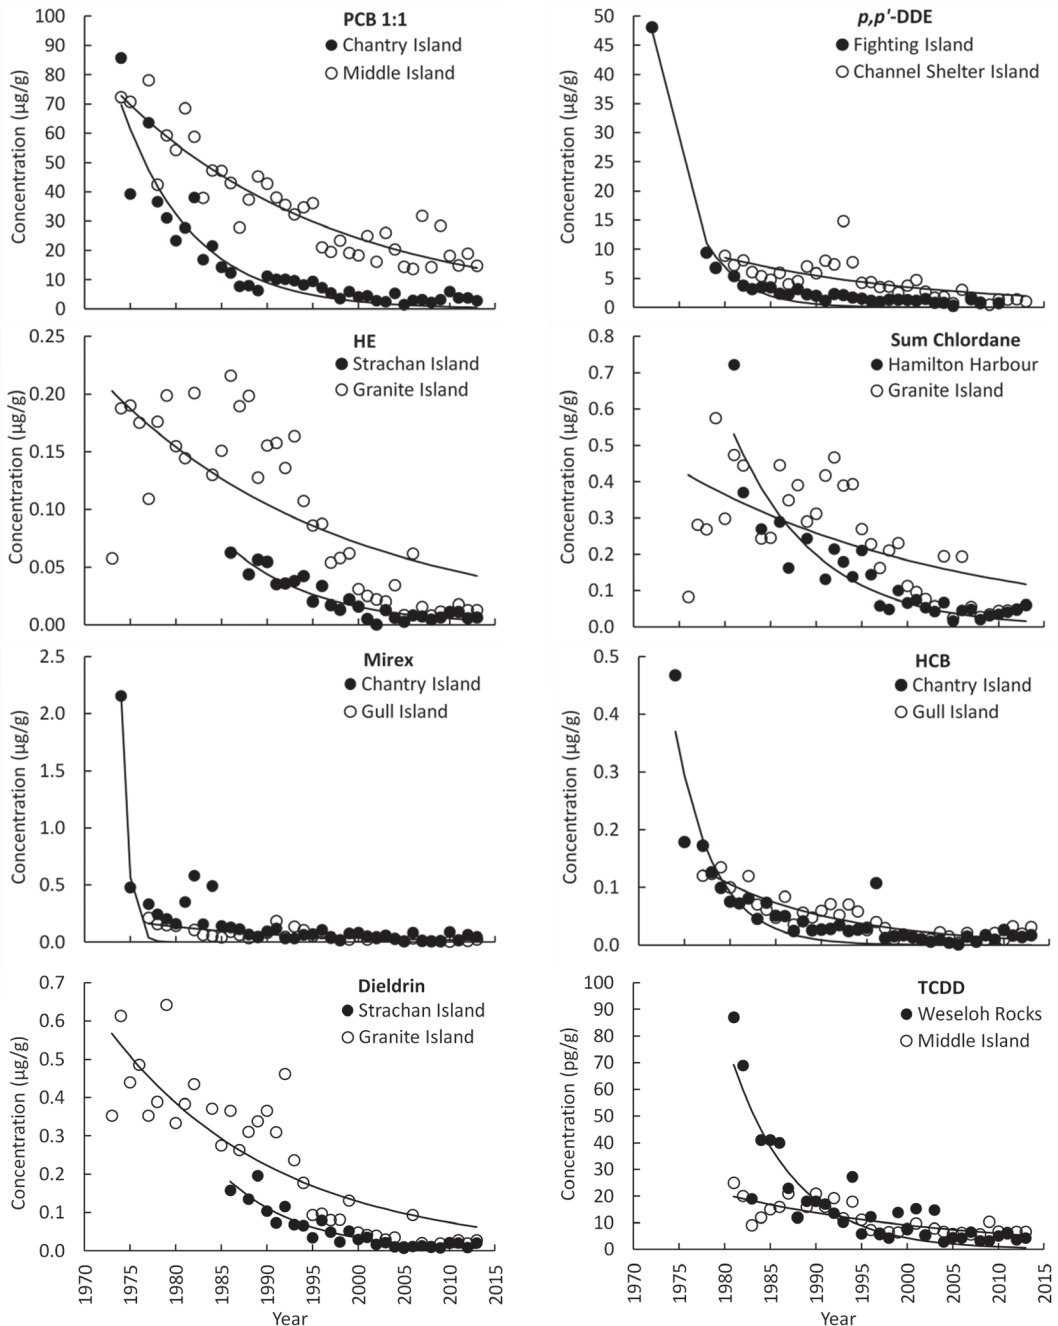 PCB 1:1
Chantry Island
Middle Island
Concentration (µg/g)
100
90
80
70
60
50
40
30
20
10
0
p,p'-DDE
Fighting Island
Channel Shelter Island
Concentration (µg/g)
50
45
40
35
30
25
20
15
10
5
0
HE
Strachan Island
Granite Island
Concentration (µg/g)
0.25
0.20
0.15
0.10
0.05
0.00
Sum Chlordane
Hamilton Harbour
Granite Island
Concentration (µg/g)
0.8
0.7
0.6
0.5
0.4
0.3
0.2
0.1
0.0
Mirex
Chantry Island
Gull Island
Concentration (µg/g)
2.5
2.0
1.5
1.0
0.5
0.0
HCB
Chantry Island
Gull Island
Concentration (µg/g)
0.5
0.4
0.3
0.2
0.1
0.0
Dieldrin
Strachan Island
Granite Island
Concentration (µg/g)
0.7
0.6
0.5
0.4
0.3
0.2
0.1
0.0
1970 1975 1980 1985 1990 1995 2000 2005 2010 2015
Year
TCDD
Weseloh Rocks
Middle Island
Concentration (pg/g)
100
90
80
70
60
50
40
30
20
10
0
1970 1975 1980 1985 1990 1995 2000 2005 2010 2015
Year